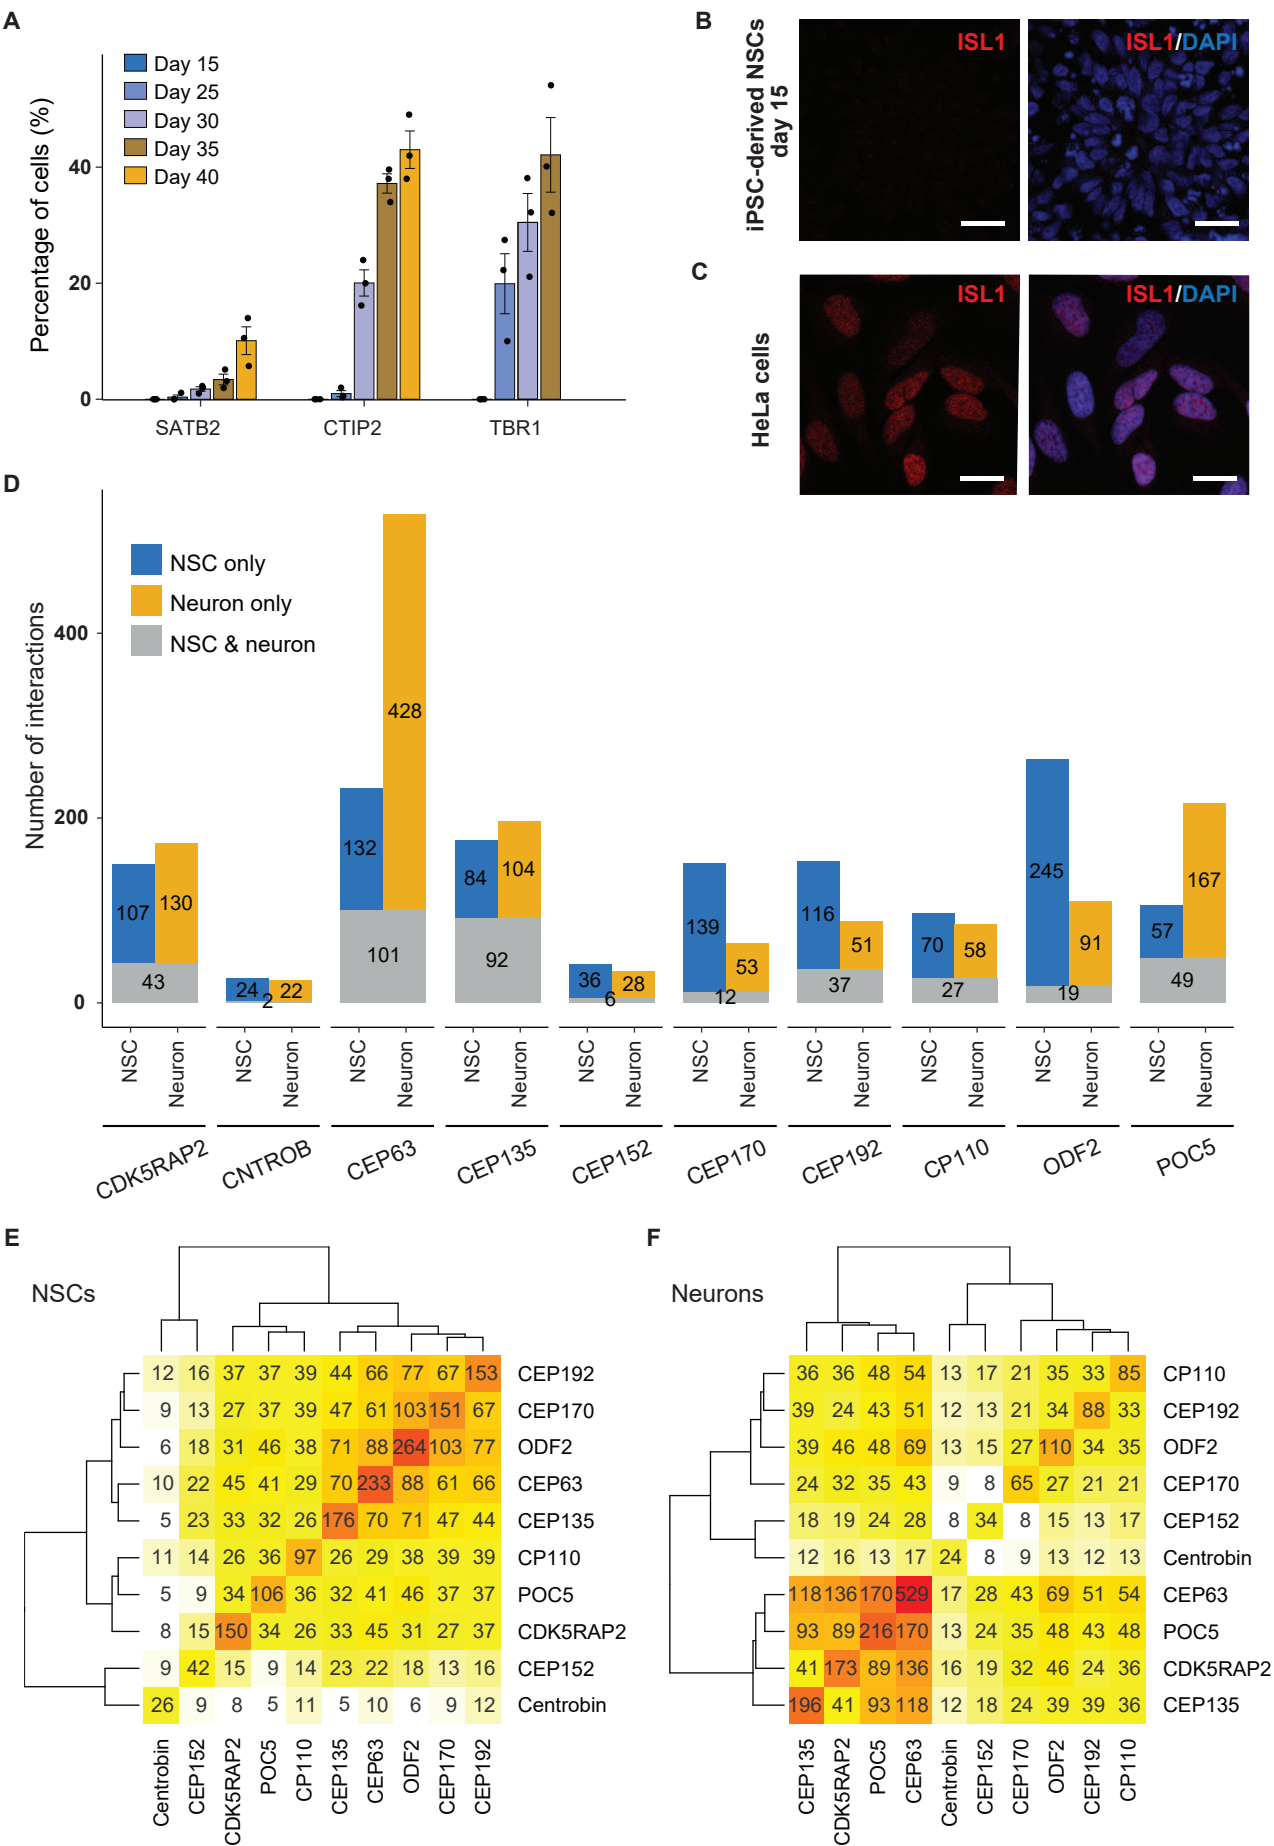 A
Percentage of cells (%)
40
20
0
Day 15
Day 25
Day 30
Day 35
Day 40
SATB2 CTIP2 TBR1
B
iPSC-derived NSCs
day 15
ISL1
ISL1/DAPI
C
HeLa cells
ISL1
ISL1/DAPI
D
Number of interactions
400
200
0
NSC only
Neuron only
NSC & neuron
107 130 43
24 22 2
132 428 101
84 104 92
36 28 6
139 53 12
116 51 37
70 58 27
245 91 19
57 167 49
NSC Neuron NSC Neuron NSC Neuron NSC Neuron NSC Neuron NSC Neuron NSC Neuron NSC Neuron NSC Neuron NSC Neuron
CDK5RAP2 CNTROB CEP63 CEP135 CEP152 CEP170 CEP192 CP110 ODF2 POC5
E
NSCs
12 16 37 37 39 44 66 77 67 153 CEP192
9 13 27 37 39 47 61 103 151 67 CEP170
6 18 31 46 38 71 88 264 103 77 ODF2
10 22 45 41 29 70 233 88 61 66 CEP63
5 23 33 32 26 176 70 71 47 44 CEP135
11 14 26 36 97 26 29 38 39 39 CP110
5 9 34 106 36 32 41 46 37 37 POC5
8 15 150 34 26 33 45 31 27 37 CDK5RAP2
9 42 15 9 14 23 22 18 13 16 CEP152
26 9 8 5 11 5 10 6 9 12 Centrobin
Centrobin CEP152 CDK5RAP2 POC5 CP110 CEP135 CEP63 ODF2 CEP170 CEP192
F
Neurons
36 36 48 54 13 17 21 35 33 85 CP110
39 24 43 51 12 13 21 34 88 33 CEP192
39 46 48 69 13 15 27 110 34 35 ODF2
24 32 35 43 9 8 65 27 21 21 CEP170
18 19 24 28 8 34 8 15 13 17 CEP152
12 16 13 17 24 8 9 13 12 13 Centrobin
118 136 170 529 17 28 43 69 51 54 CEP63
93 89 216 170 13 24 35 48 43 48 POC5
41 173 89 136 16 19 32 46 24 36 CDK5RAP2
196 41 93 118 12 18 24 39 39 36 CEP135
CEP135 CDK5RAP2 POC5 CEP63 Centrobin CEP152 CEP170 ODF2 CEP192 CP110